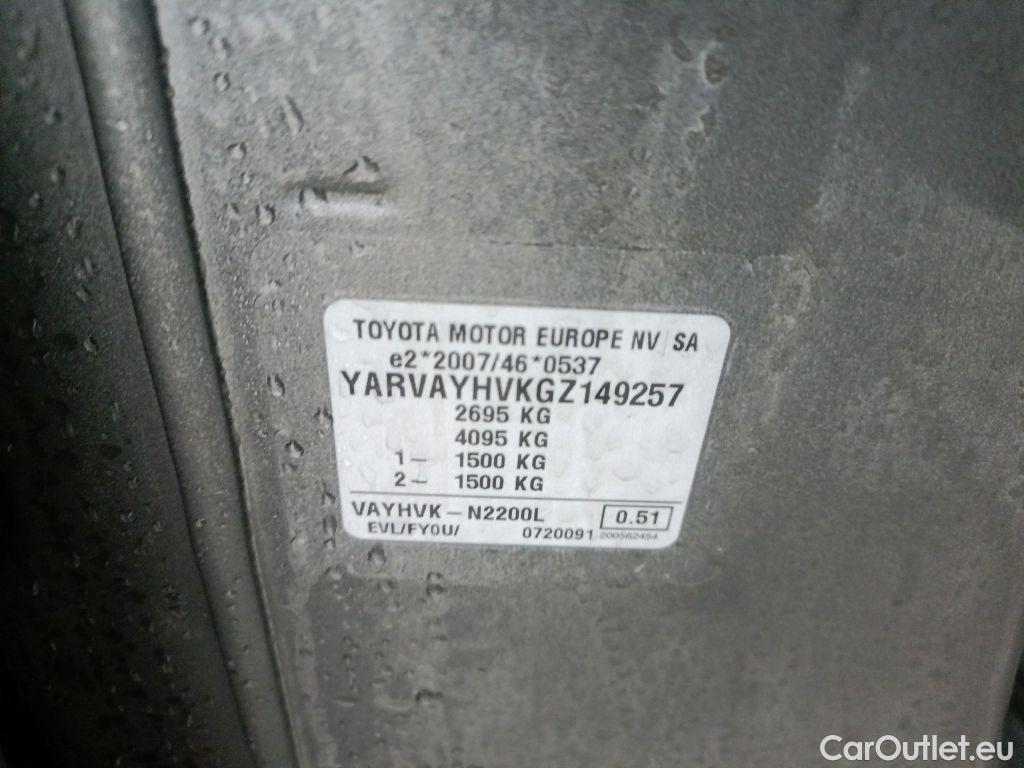 TOYOTA MOTOR EUROPE NV/SA
e2*2007/46*0537
YARVAYHVKGZ149257
2695 KG
4095 KG
1- 1500 KG
2- 1500 KG
VAYHVK-N2200L 0.51
EVL/FY0U/ 0720091 200562454
CarOutlet.eu